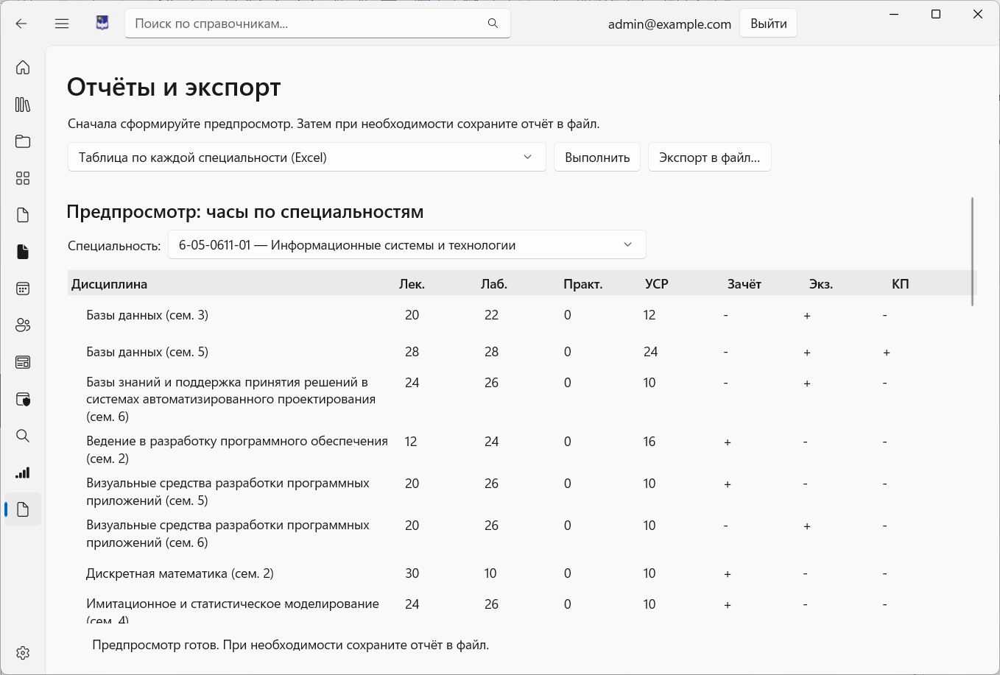 Поиск по справочникам...
admin@example.com
Выйти
Отчёты и экспорт
Сначала сформируйте предпросмотр. Затем при необходимости сохраните отчёт в файл.
Таблица по каждой специальности (Excel)
Выполнить
Экспорт в файл...
Предпросмотр: часы по специальностям
Специальность: 6-05-0611-01 — Информационные системы и технологии
Дисциплина Лек. Лаб. Практ. УСР Зачёт Экз. КП
Базы данных (сем. 3) 20 22 0 12 - + -
Базы данных (сем. 5) 28 28 0 24 - + +
Базы знаний и поддержка принятия решений в 24 26 0 10 - + -
системах автоматизированного проектирования
(сем. 6)
Ведение в разработку программного обеспечения 12 24 0 16 + - -
(сем. 2)
Визуальные средства разработки программных 20 26 0 10 + - -
приложений (сем. 5)
Визуальные средства разработки программных 20 26 0 10 - + -
приложений (сем. 6)
Дискретная математика (сем. 2) 30 10 0 10 + - -
Имитационное и статистическое моделирование 24 26 0 10 + - -
(сем. 4)
Предпросмотр готов. При необходимости сохраните отчёт в файл.